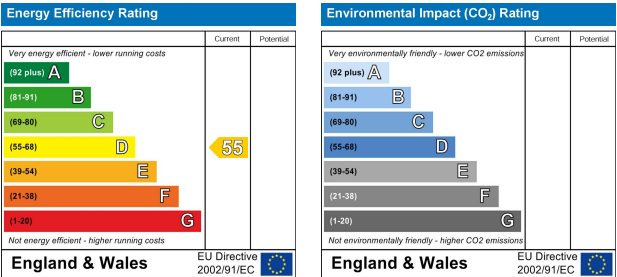 Energy Efficiency Rating
Current Potential
Very energy efficient - lower running costs
(92 plus) A
(81-91) B
(69-80) C
(55-68) D
55
(39-54) E
(21-38) F
(1-20) G
Not energy efficient - higher running costs
England & Wales
EU Directive
2002/91/EC
Environmental Impact (CO₂) Rating
Current Potential
Very environmentally friendly - lower CO2 emissions
(92 plus) A
(81-91) B
(69-80) C
(55-68) D
(39-54) E
(21-38) F
(1-20) G
Not environmentally friendly - higher CO2 emissions
England & Wales
EU Directive
2002/91/EC